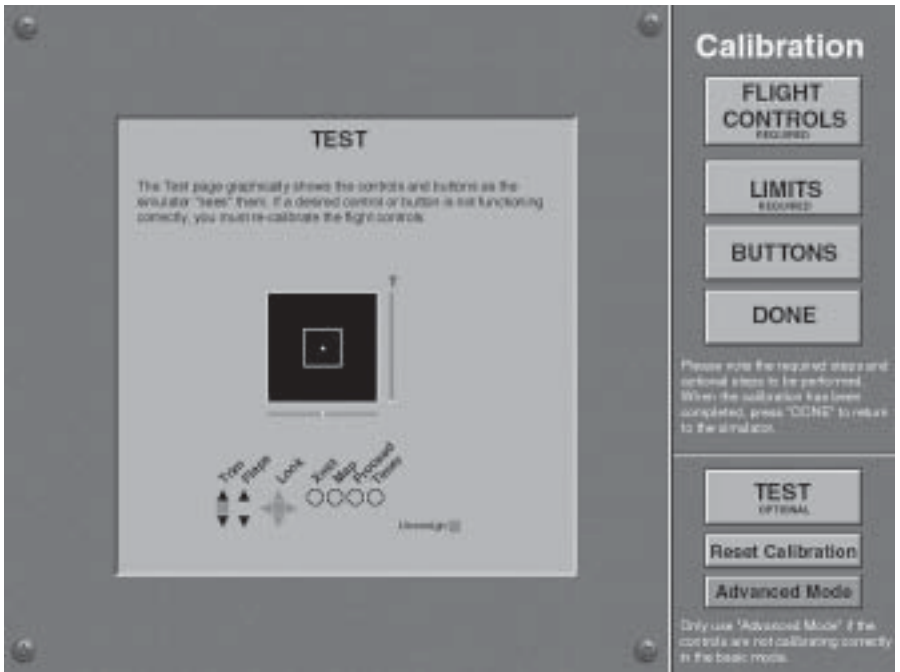 TEST
The Test page graphically shows the controls and buttons as the
simulator "sees" them. If a desired control or button is not functioning
correctly, you must re-calibrate the flight controls.
Trim
Flaps
Look
Xmit
Map
Proceed
Timer
Calibration
FLIGHT
CONTROLS
REQUIRED
LIMITS
REQUIRED
BUTTONS
DONE
Please note the required steps and
optional steps to be performed.
When the calibration has been
completed, press "DONE" to return
to the simulator.
TEST
OPTIONAL
Reset Calibration
Advanced Mode
Only use "Advanced Mode" if the
controls are not calibrating correctly
in the basic mode.